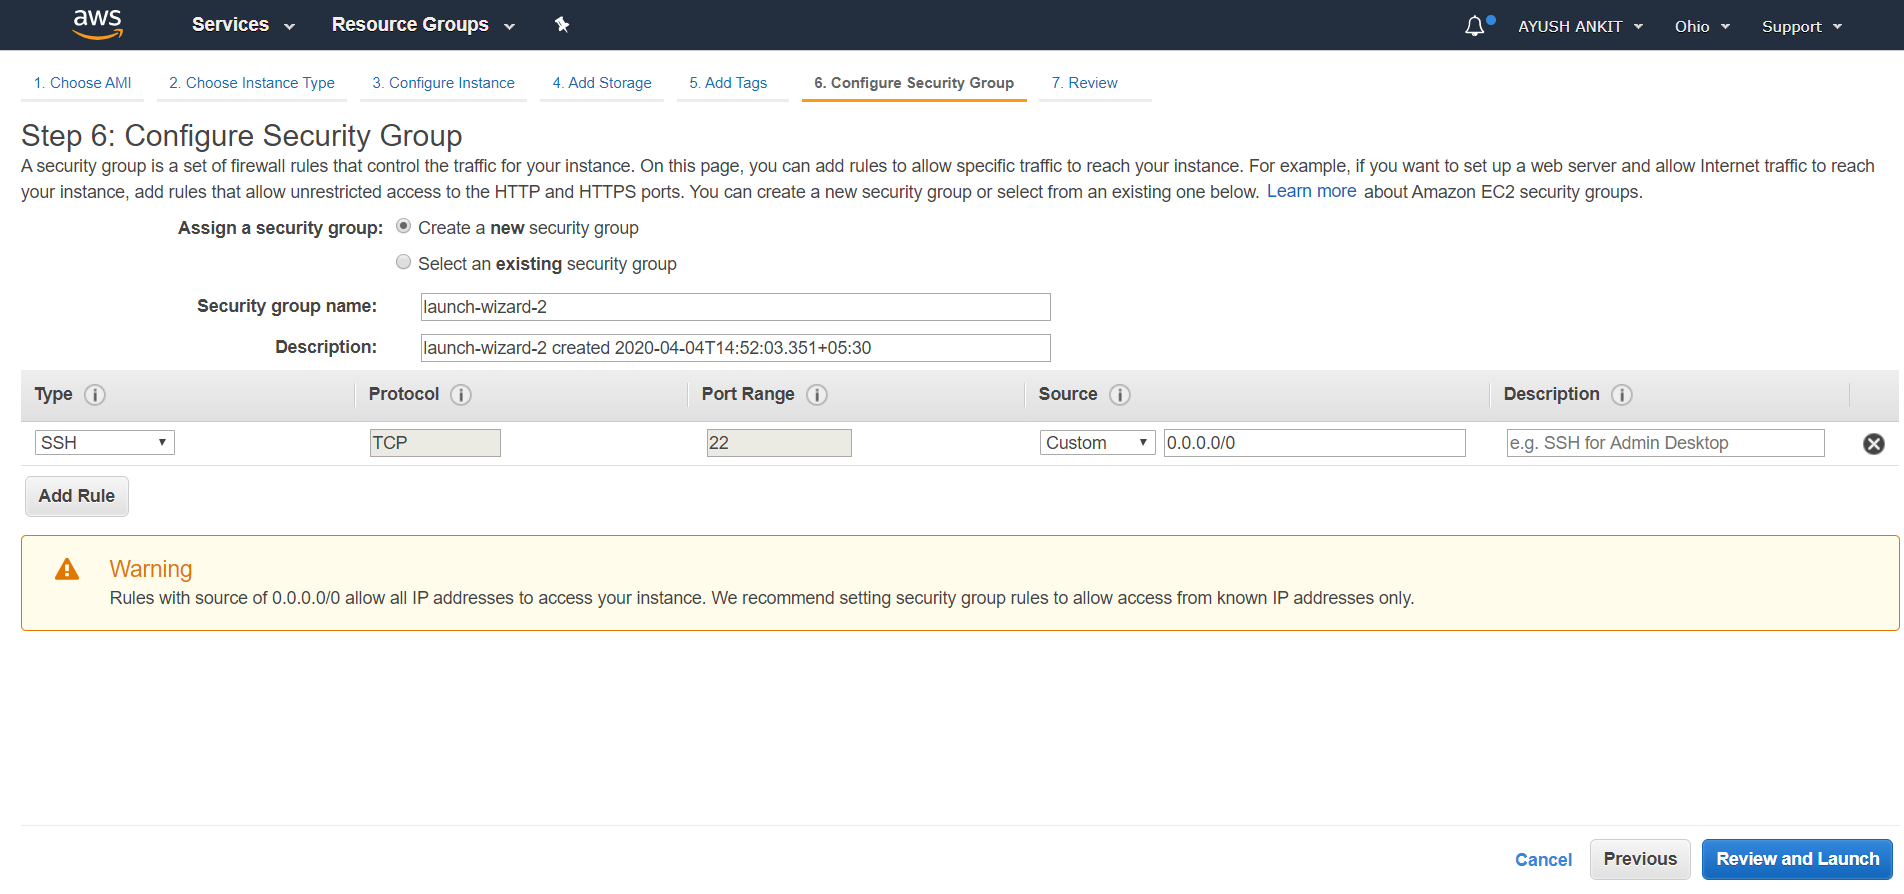 aws Services Resource Groups AYUSH ANKIT Ohio Support
1. Choose AMI 2. Choose Instance Type 3. Configure Instance 4. Add Storage 5. Add Tags 6. Configure Security Group 7. Review
Step 6: Configure Security Group
A security group is a set of firewall rules that control the traffic for your instance. On this page, you can add rules to allow specific traffic to reach your instance. For example, if you want to set up a web server and allow Internet traffic to reach
your instance, add rules that allow unrestricted access to the HTTP and HTTPS ports. You can create a new security group or select from an existing one below. Learn more about Amazon EC2 security groups.
Assign a security group: Create a new security group
Select an existing security group
Security group name: launch-wizard-2
Description: launch-wizard-2 created 2020-04-04T14:52:03.351+05:30
Type i Protocol i Port Range i Source i Description i
SSH TCP 22 Custom 0.0.0.0/0 e.g. SSH for Admin Desktop
Add Rule
Warning
Rules with source of 0.0.0.0/0 allow all IP addresses to access your instance. We recommend setting security group rules to allow access from known IP addresses only.
Cancel Previous Review and Launch